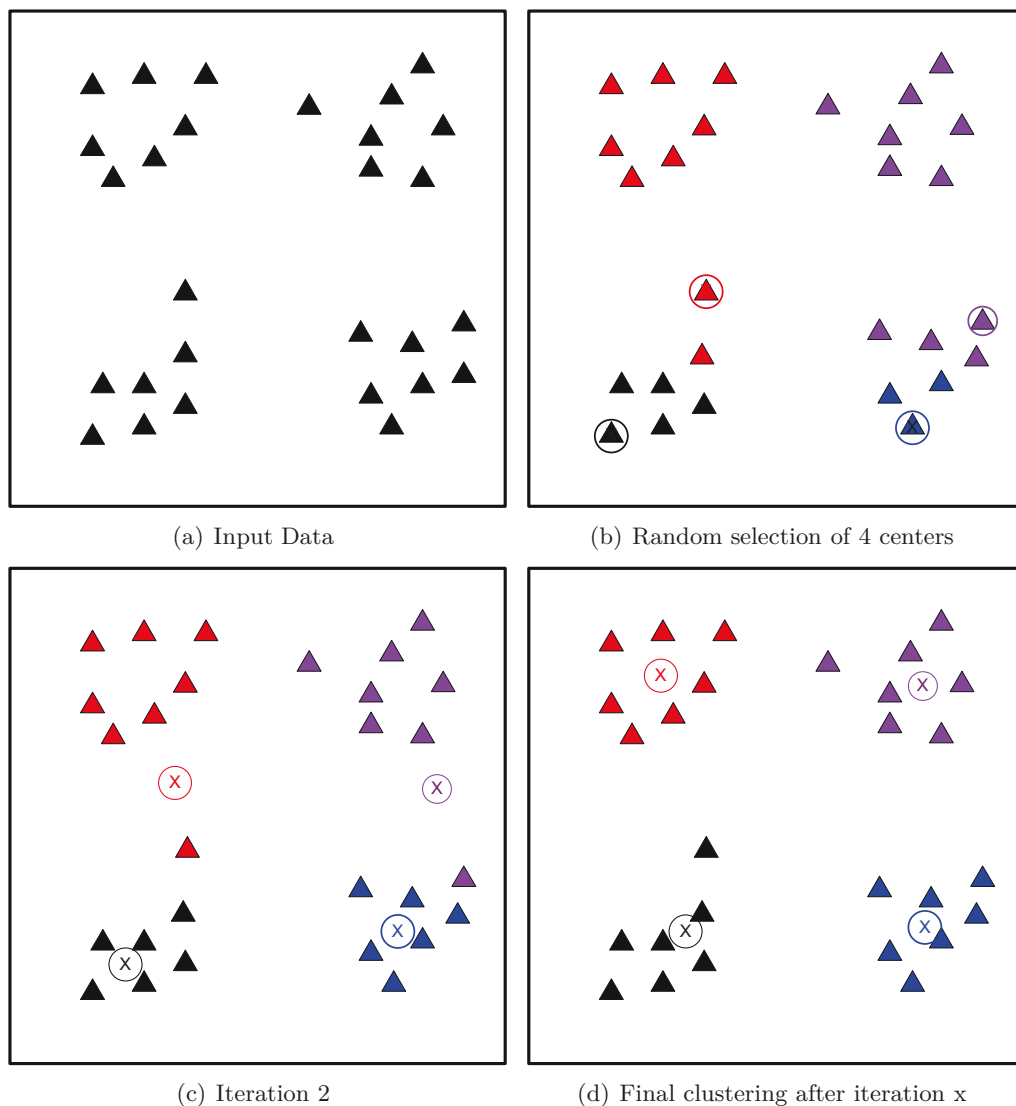 (a) Input Data
(b) Random selection of 4 centers
X
X
X
X
X
X
X
X
X
(c) Iteration 2
(d) Final clustering after iteration x